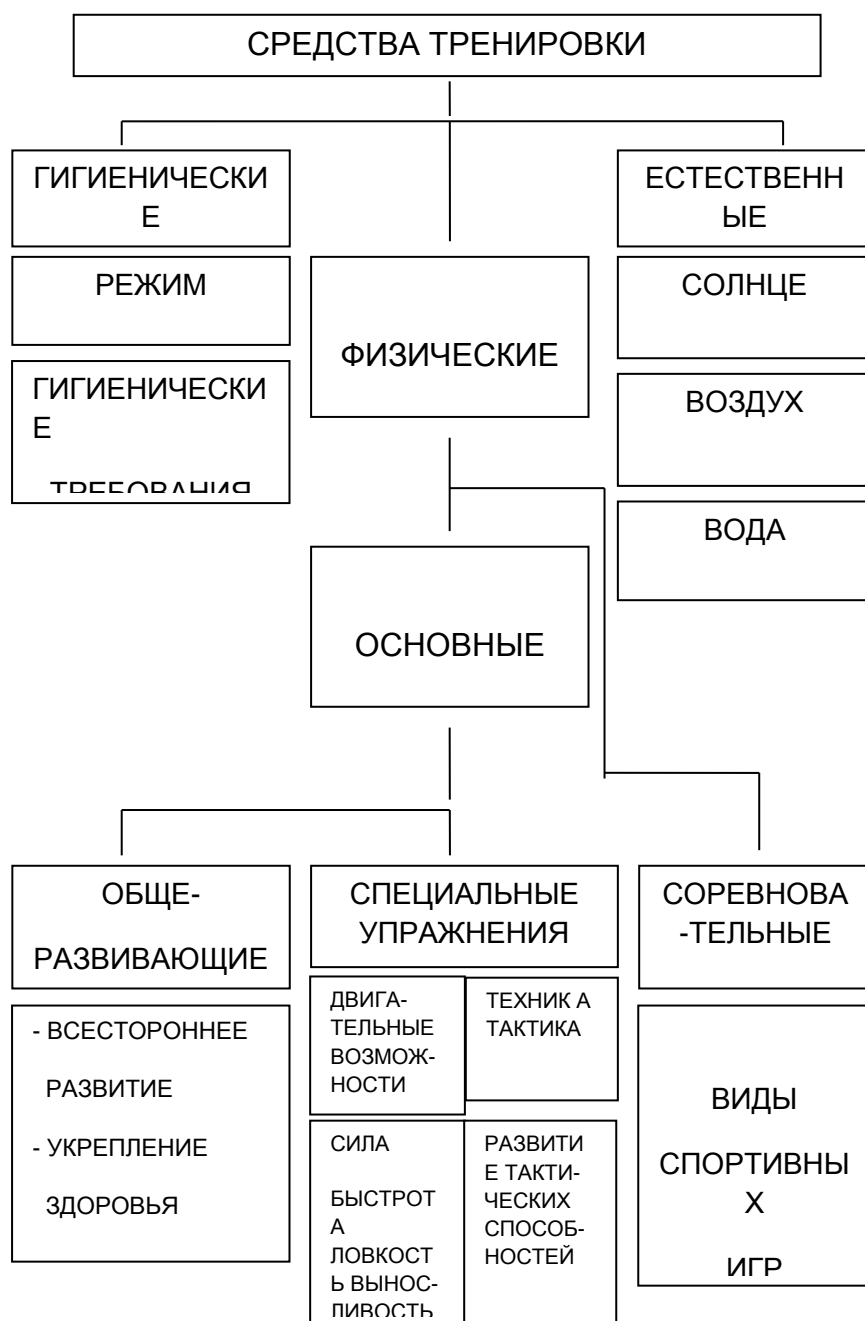 СРЕДСТВА ТРЕНИРОВКИ
ГИГИЕНИЧЕСКИ
Е
ЕСТЕСТВЕНН
ЫЕ
РЕЖИМ
ФИЗИЧЕСКИЕ
СОЛНЦЕ
ГИГИЕНИЧЕСКИ
Е
ТРЕБОВАНИЯ
ВОЗДУХ
ВОДА
ОСНОВНЫЕ
ОБЩЕ-
РАЗВИВАЮЩИЕ
СПЕЦИАЛЬНЫЕ
УПРАЖНЕНИЯ
СОРЕВНОВА
-ТЕЛЬНЫЕ
- ВСЕСТОРОННЕЕ
РАЗВИТИЕ
- УКРЕПЛЕНИЕ
ЗДОРОВЬЯ
ДВИГА-
ТЕЛЬНЫЕ
ВОЗМОЖ-
НОСТИ
ТЕХНИК А
ТАКТИКА
СИЛА
БЫСТРОТ
А
ЛОВКОСТ
Ь ВЫНОС-
ЛИВОСТЬ
РАЗВИТИ
Е ТАКТИ-
ЧЕСКИХ
СПОСОБ-
НОСТЕЙ
ВИДЫ
СПОРТИВНЫ
Х
ИГР